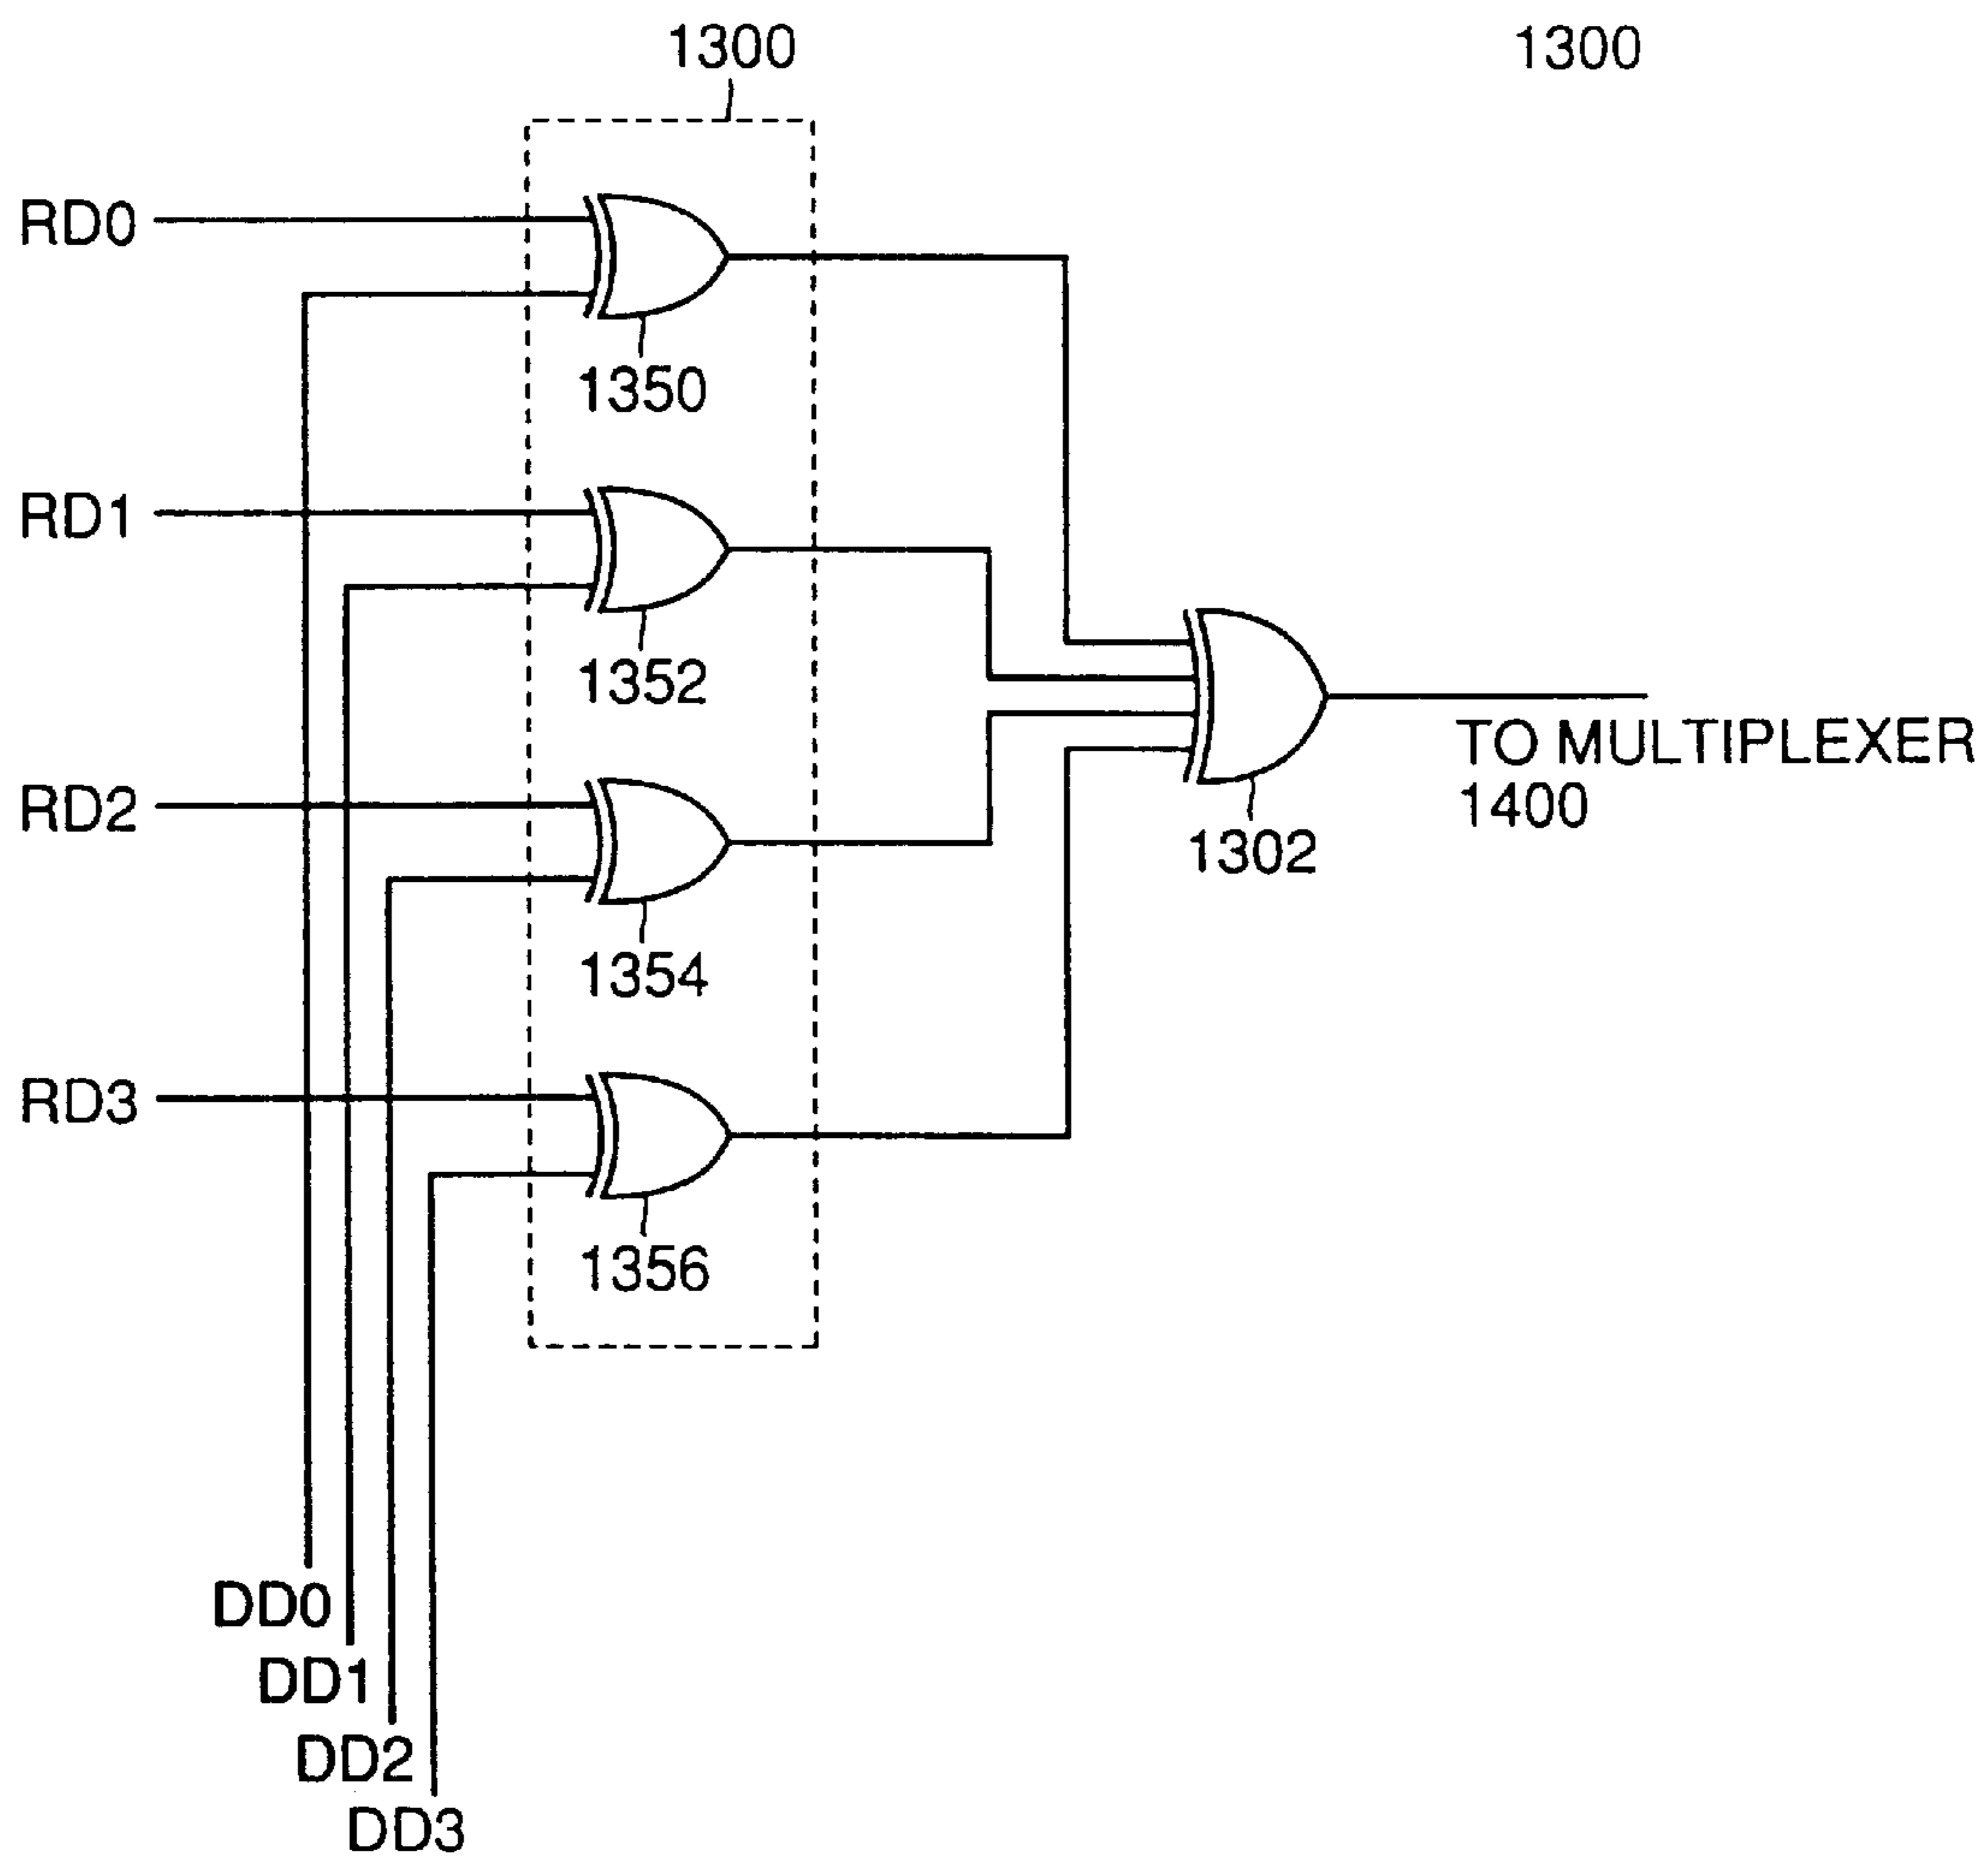 1300
1300
RD0
1350
RD1
1352
TO MULTIPLEXER
1400
RD2
1302
1354
RD3
1356
DD0
DD1
DD2
DD3